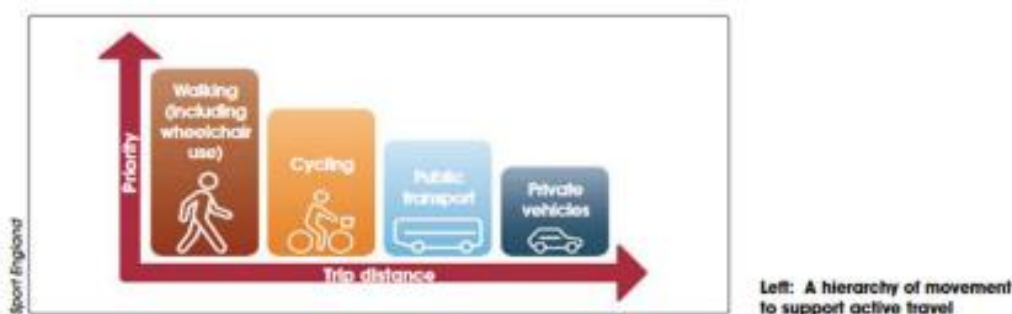 Walking
(including
wheelchair
use)
Cycling
Public
transport
Private
vehicles
Priority
Trip distance
Sport England
Left: A hierarchy of movement
to support active travel